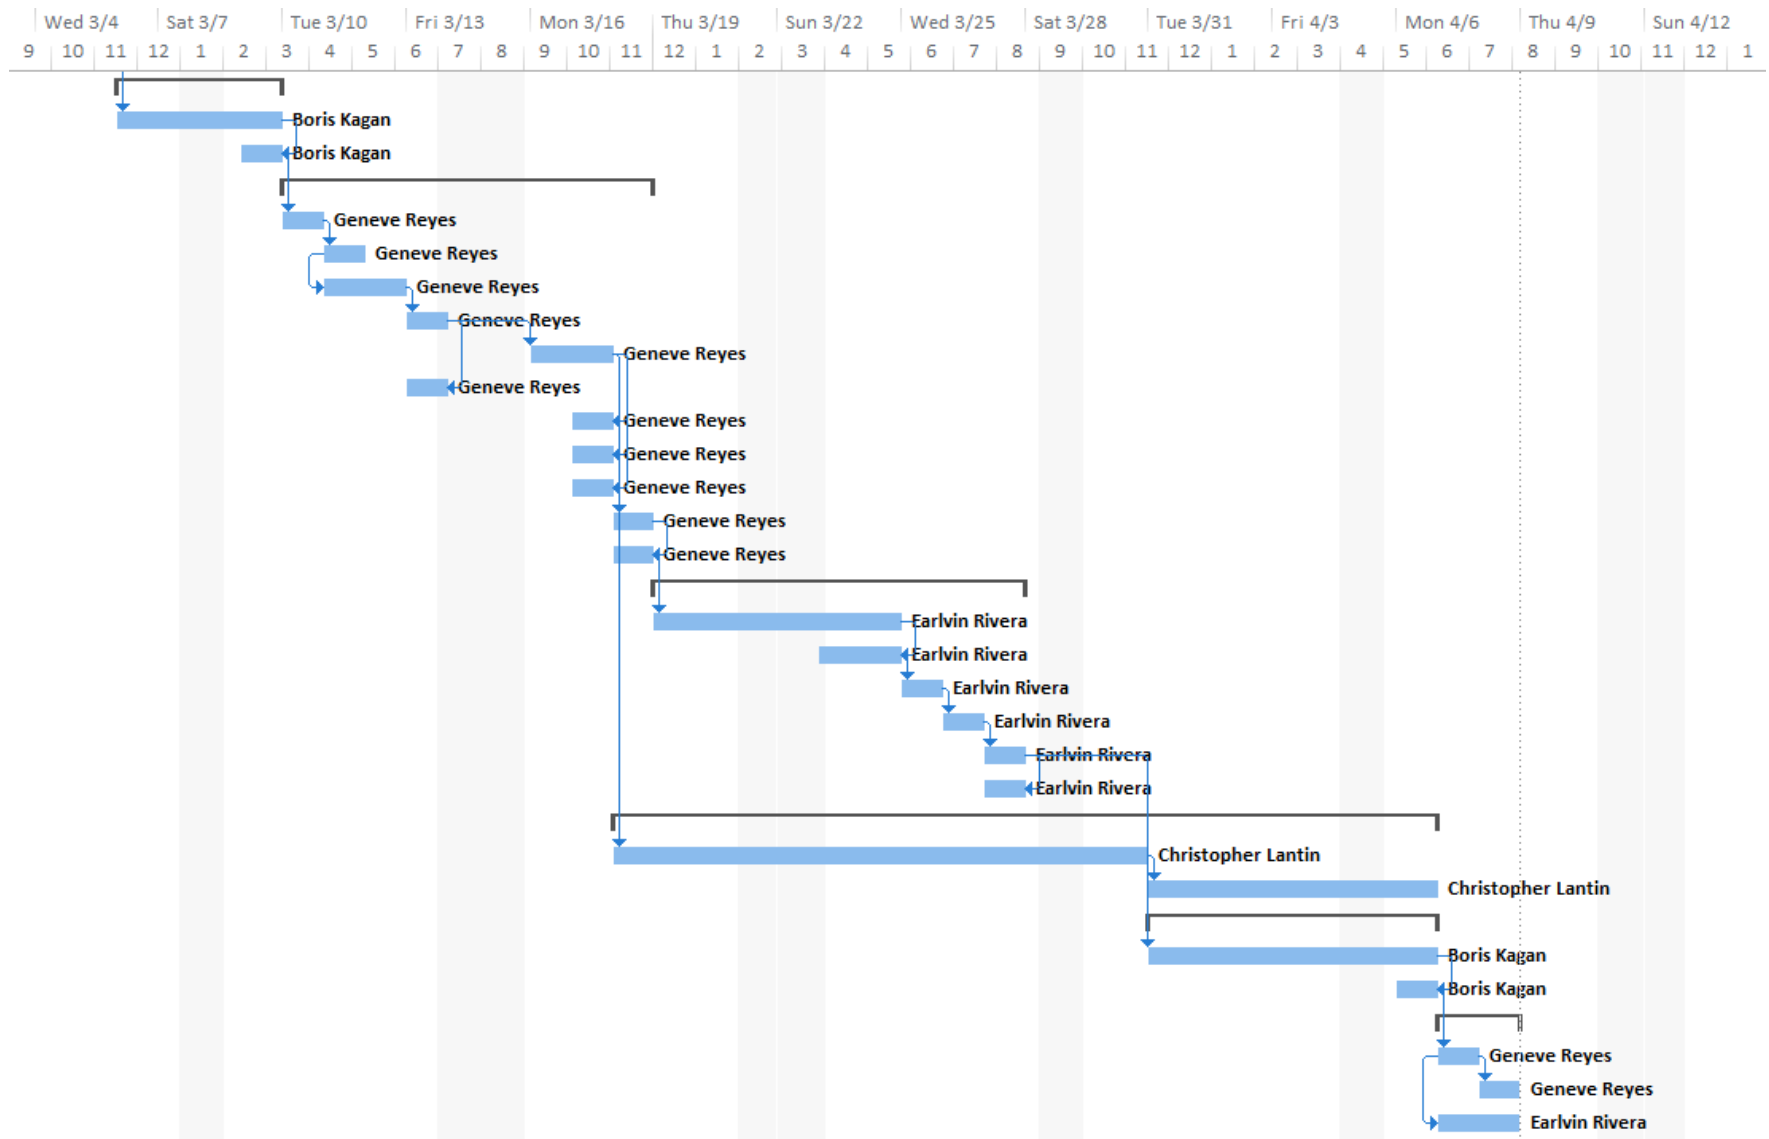 Wed 3/4 Sat 3/7 Tue 3/10 Fri 3/13 Mon 3/16 Thu 3/19 Sun 3/22 Wed 3/25 Sat 3/28 Tue 3/31 Fri 4/3 Mon 4/6 Thu 4/9 Sun 4/12
9 10 11 12 1 2 3 4 5 6 7 8 9 10 11 12 1 2 3 4 5 6 7 8 9 10 11 12 1 2 3 4 5 6 7 8 9 10 11 12 1
Boris Kagan
Boris Kagan
Geneve Reyes
Geneve Reyes
Geneve Reyes
Geneve Reyes
Geneve Reyes
Geneve Reyes
Geneve Reyes
Geneve Reyes
Geneve Reyes
Geneve Reyes
Geneve Reyes
Earlvin Rivera
Earlvin Rivera
Earlvin Rivera
Earlvin Rivera
Earlvin Rivera
Earlvin Rivera
Christopher Lantin
Christopher Lantin
Boris Kagan
Boris Kagan
Geneve Reyes
Geneve Reyes
Earlvin Rivera